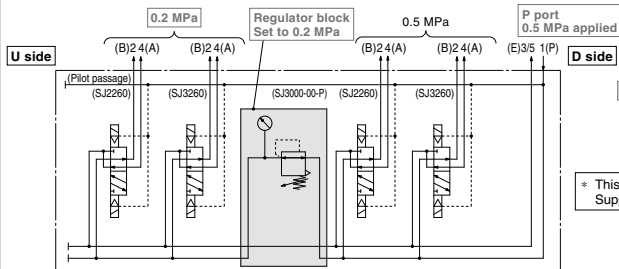 0.2 MPa
Regulator block
Set to 0.2 MPa
0.5 MPa
P port
0.5 MPa applied
U side
(B)2 4(A)
(B)2 4(A)
(B)2 4(A)
(B)2 4(A)
(E)3/5 1(P)
D side
(Pilot passage)
(SJ2260)
(SJ3260)
(SJ3000-00-P)
(SJ2260)
(SJ3260)
* This
Sup